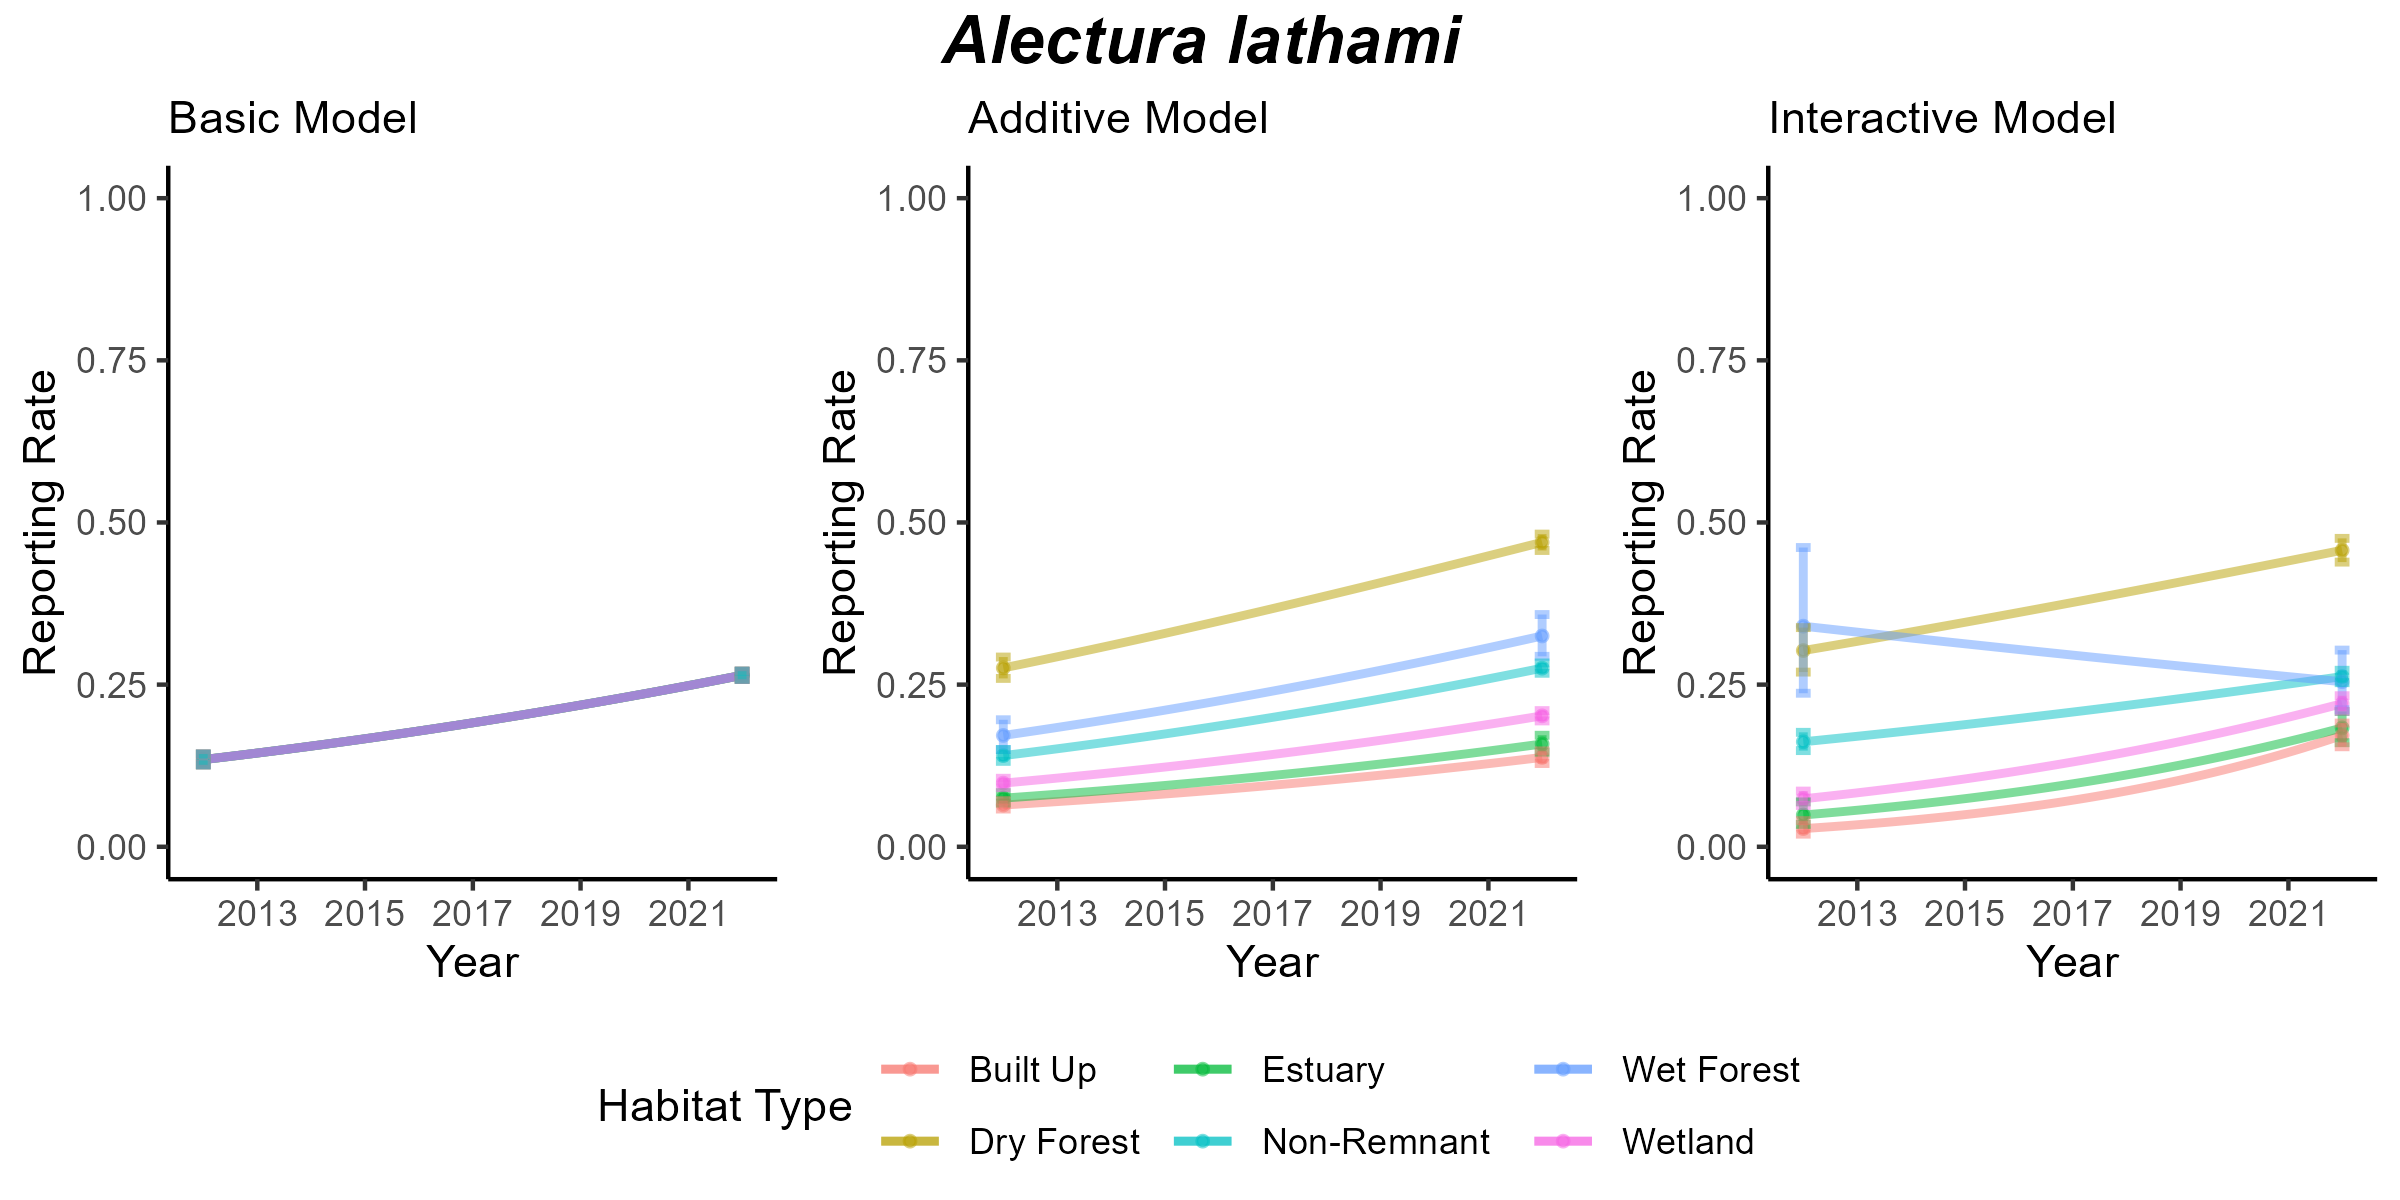 Alectura lathami
Basic Model
Additive Model
Interactive Model
Reporting Rate
1.00
0.75
0.50
0.25
0.00
2013 2015 2017 2019 2021
Year
Reporting Rate
1.00
0.75
0.50
0.25
0.00
2013 2015 2017 2019 2021
Year
Reporting Rate
1.00
0.75
0.50
0.25
0.00
2013 2015 2017 2019 2021
Year
Habitat Type
Built Up
Estuary
Wet Forest
Dry Forest
Non-Remnant
Wetland